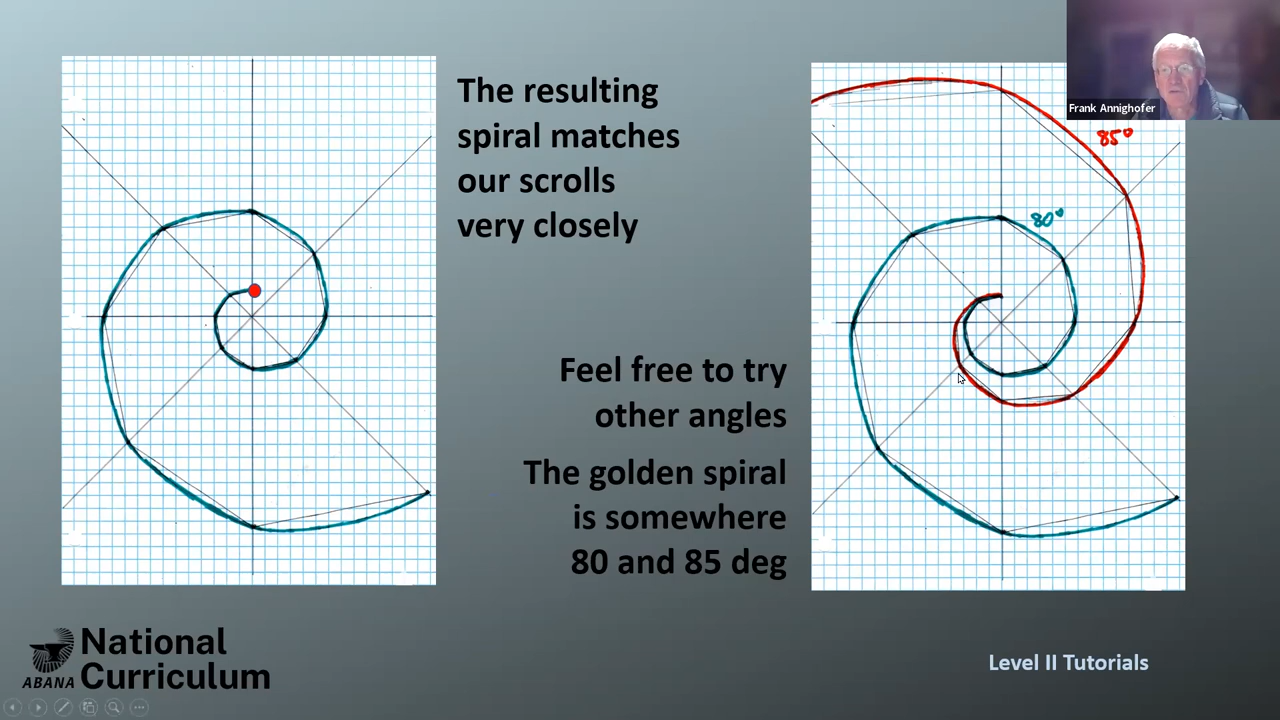 The resulting
spiral matches
our scrolls
very closely
Feel free to try
other angles
The golden spiral
is somewhere
80 and 85 deg
85°
80°
Frank Annighofer
National
Curriculum
ABANA
Level II Tutorials